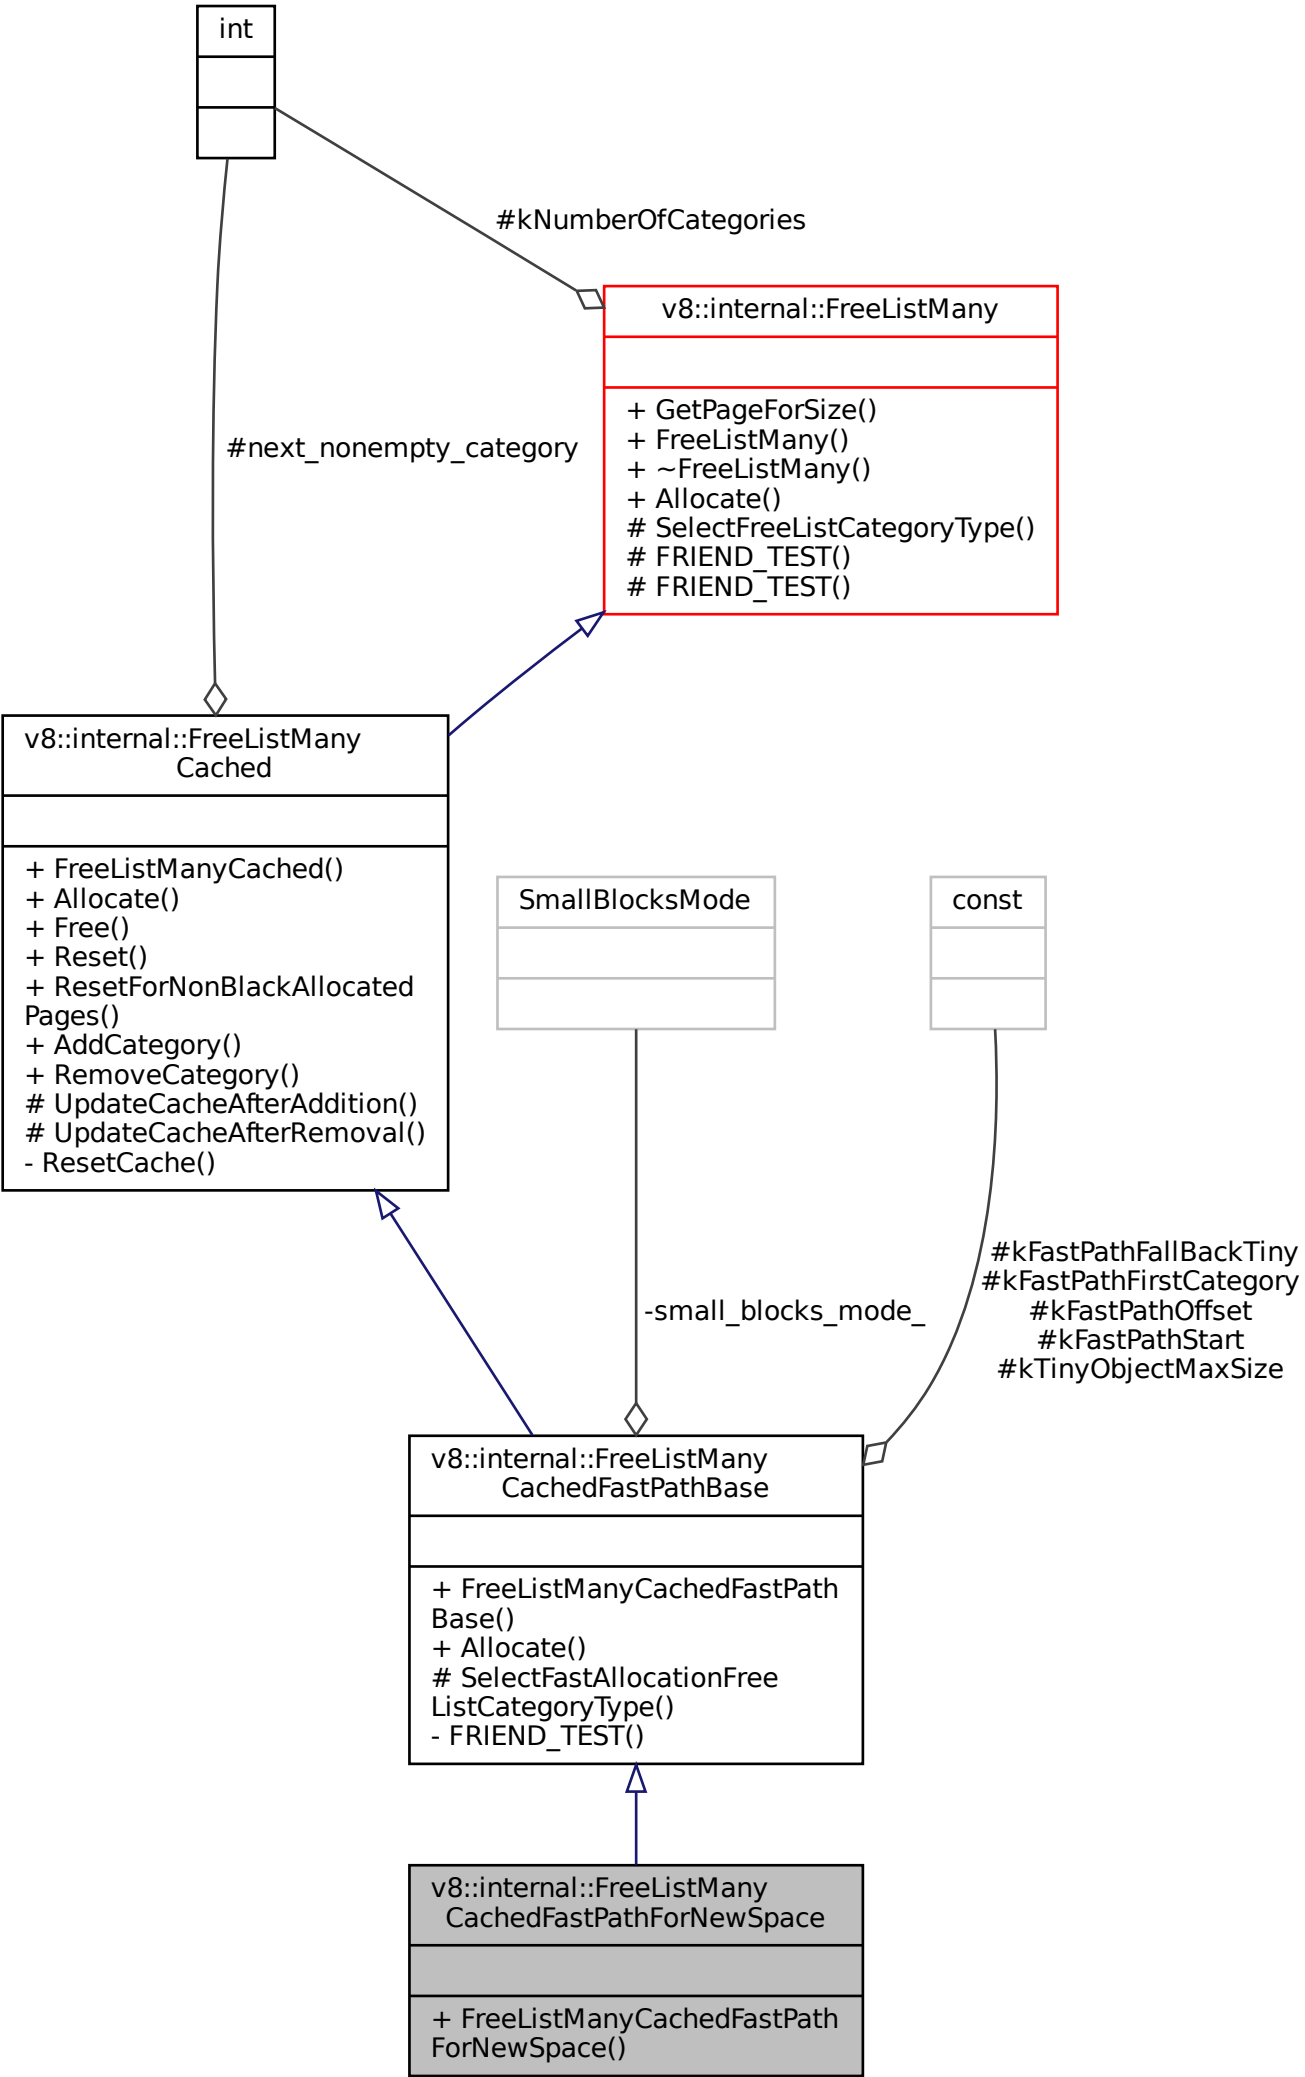 int
#kNumberOfCategories
v8::internal::FreeListMany
+ GetPageForSize()
+ FreeListMany()
+ ~FreeListMany()
+ Allocate()
# SelectFreeListCategoryType()
# FRIEND_TEST()
# FRIEND_TEST()
#next_nonempty_category
v8::internal::FreeListMany
Cached
+ FreeListManyCached()
+ Allocate()
+ Free()
+ Reset()
+ ResetForNonBlackAllocated
Pages()
+ AddCategory()
+ RemoveCategory()
# UpdateCacheAfterAddition()
# UpdateCacheAfterRemoval()
- ResetCache()
SmallBlocksMode
const
-small_blocks_mode_
#kFastPathFallBackTiny
#kFastPathFirstCategory
#kFastPathOffset
#kFastPathStart
#kTinyObjectMaxSize
v8::internal::FreeListMany
CachedFastPathBase
+ FreeListManyCachedFastPath
Base()
+ Allocate()
# SelectFastAllocationFree
ListCategoryType()
- FRIEND_TEST()
v8::internal::FreeListMany
CachedFastPathForNewSpace
+ FreeListManyCachedFastPath
ForNewSpace()